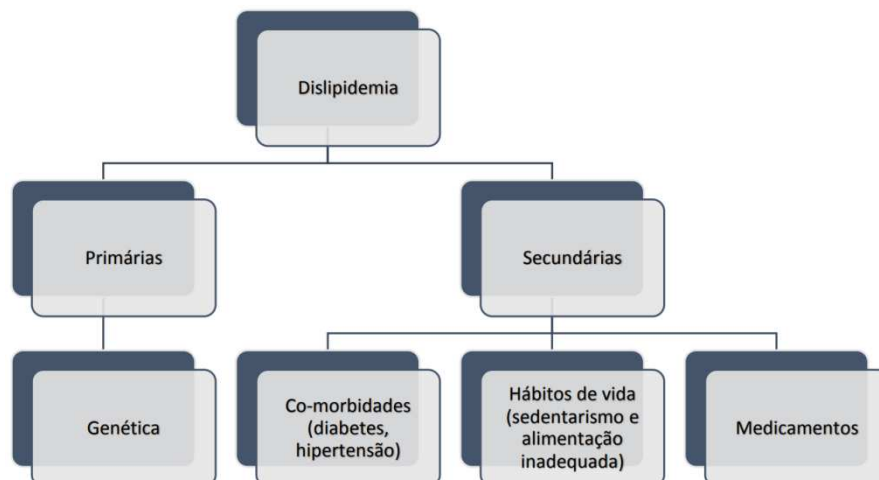 Dislipidemia
Primárias
Secundárias
Genética
Co-morbidades
(diabetes,
hipertensão)
Hábitos de vida
(sedentarismo e
alimentação
inadequada)
Medicamentos